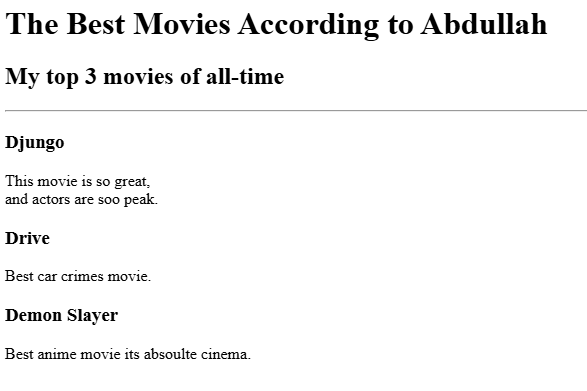 The Best Movies According to Abdullah
My top 3 movies of all-time
Djungo
This movie is so great,
and actors are soo peak.
Drive
Best car crimes movie.
Demon Slayer
Best anime movie its absoulte cinema.